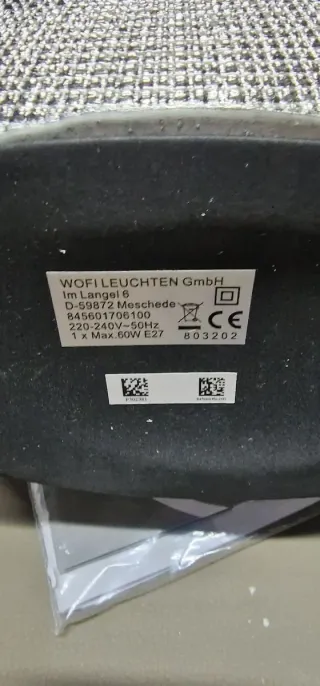 WOFI LEUCHTEN GmbH
Im Langel 6
D-59872 Meschede
845601706100
220-240V~50Hz
1 x Max.60W E27
CE
803202